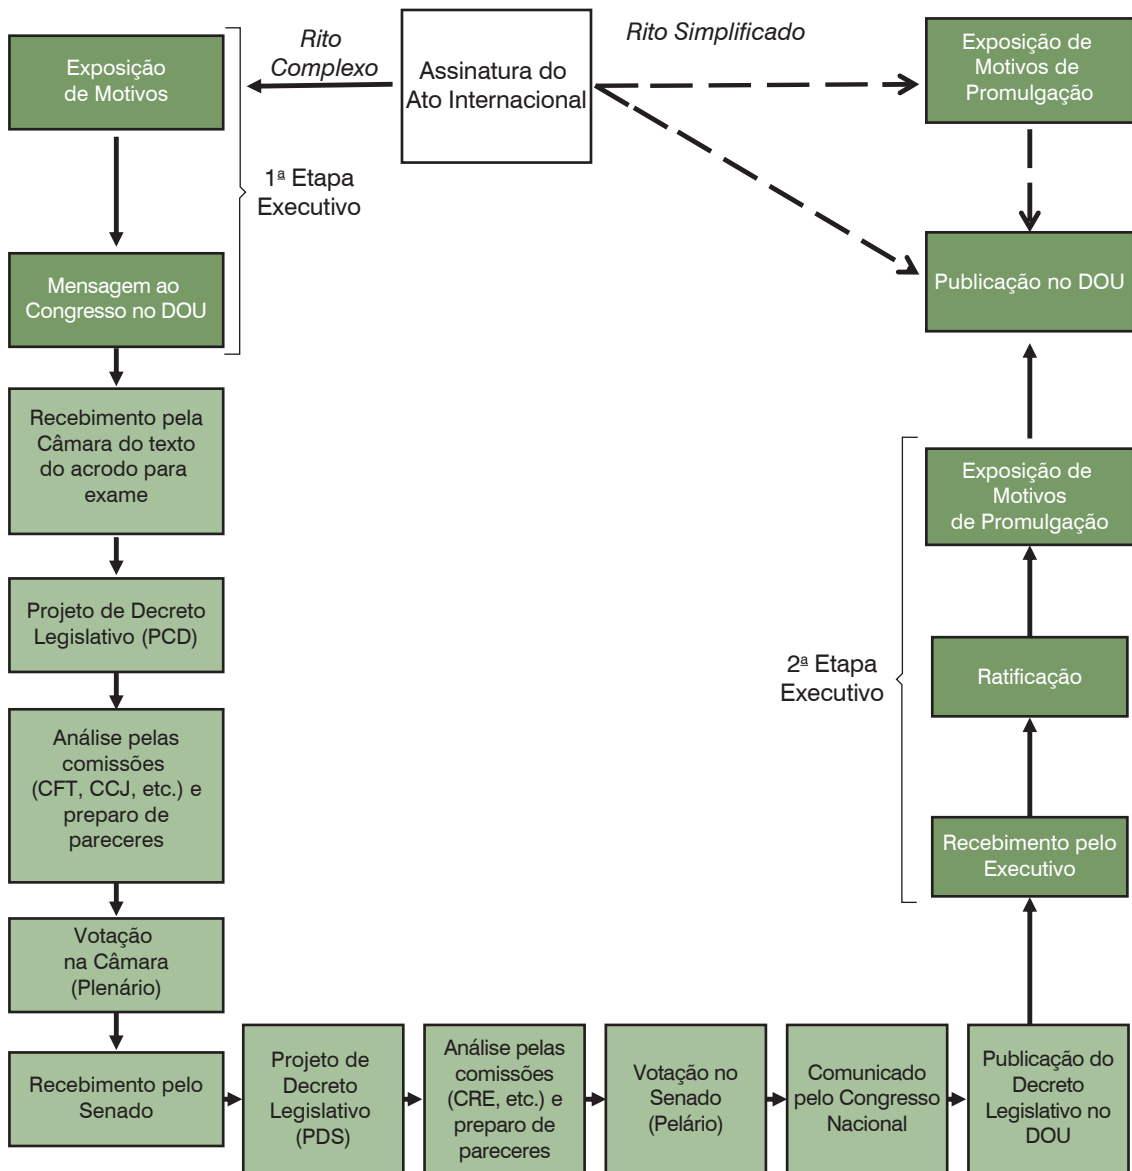 Exposição
de Motivos
Rito
Complexo
Assinatura do
Ato Internacional
Rito Simplificado
Exposição de
Motivos de
Promulgação
1ª Etapa
Executivo
Mensagem ao
Congresso no DOU
Publicação no DOU
Recebimento pela
Câmara do texto
do acrodo para
exame
Projeto de Decreto
Legislativo (PCD)
Análise pelas
comissões
(CFT, CCJ, etc.) e
preparo de
pareceres
Votação
na Câmara
(Plenário)
Recebimento pelo
Senado
Projeto de
Decreto
Legislativo
(PDS)
Análise pelas
comissões
(CRE, etc.) e
preparo de
pareceres
Votação no
Senado
(Pelário)
Comunicado
pelo Congresso
Nacional
Publicação do
Decreto
Legislativo no
DOU
2ª Etapa
Executivo
Recebimento pelo
Executivo
Ratificação
Exposição de
Motivos
de Promulgação